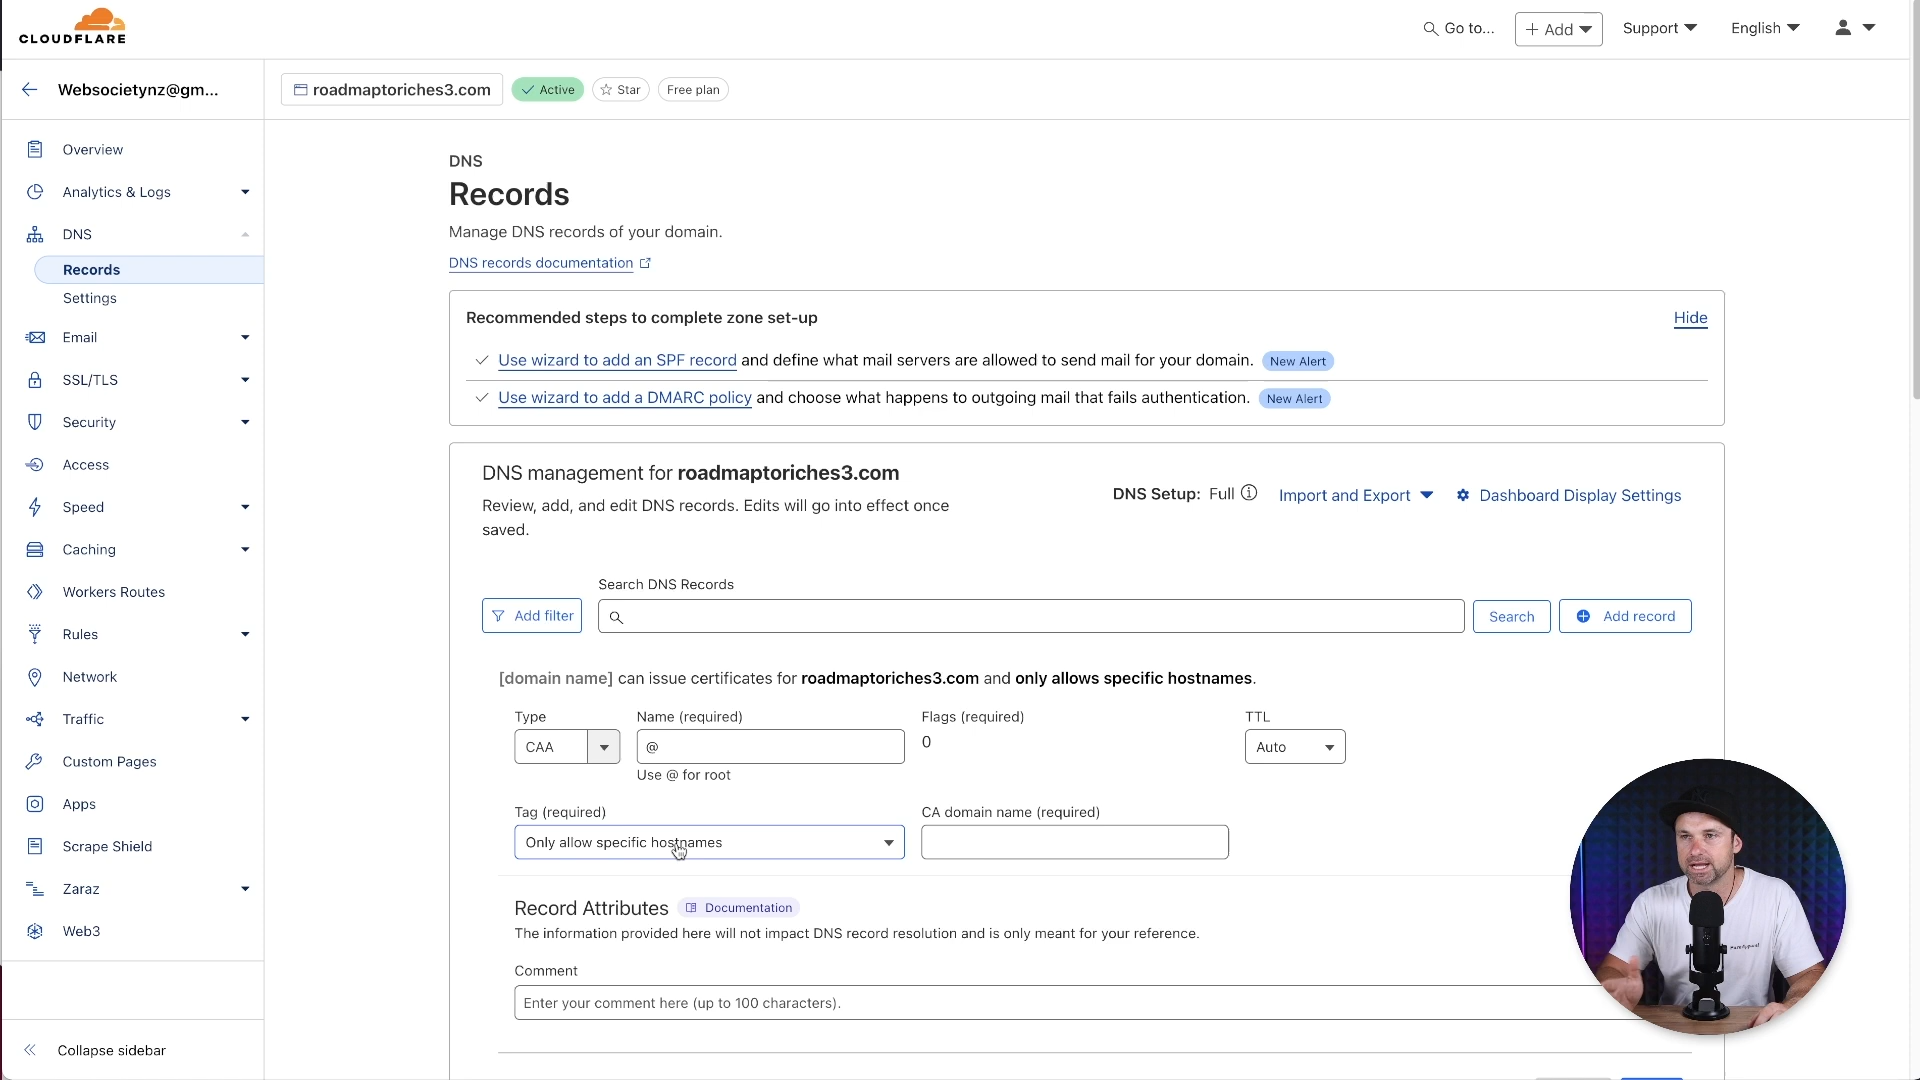 CLOUDFLARE
Go to...
Add
Support
English
Websocietynz@gm...
roadmaptoriches3.com
Active
Star
Free plan
Overview
Analytics & Logs
DNS
Records
Settings
Email
SSL/TLS
Security
Access
Speed
Caching
Workers Routes
Rules
Network
Traffic
Custom Pages
Apps
Scrape Shield
Zaraz
Web3
Collapse sidebar
DNS
Records
Manage DNS records of your domain.
DNS records documentation
Recommended steps to complete zone set-up
Hide
Use wizard to add an SPF record and define what mail servers are allowed to send mail for your domain. New Alert
Use wizard to add a DMARC policy and choose what happens to outgoing mail that fails authentication. New Alert
DNS management for roadmaptoriches3.com
Review, add, and edit DNS records. Edits will go into effect once
saved.
DNS Setup: Full
Import and Export
Dashboard Display Settings
Search DNS Records
Add filter
Search
Add record
[domain name] can issue certificates for roadmaptoriches3.com and only allows specific hostnames.
Type
Name (required)
Flags (required)
TTL
CAA
@
0
Auto
Use @ for root
Tag (required)
CA domain name (required)
Only allow specific hostnames
Record Attributes
Documentation
The information provided here will not impact DNS record resolution and is only meant for your reference.
Comment
Enter your comment here (up to 100 characters).